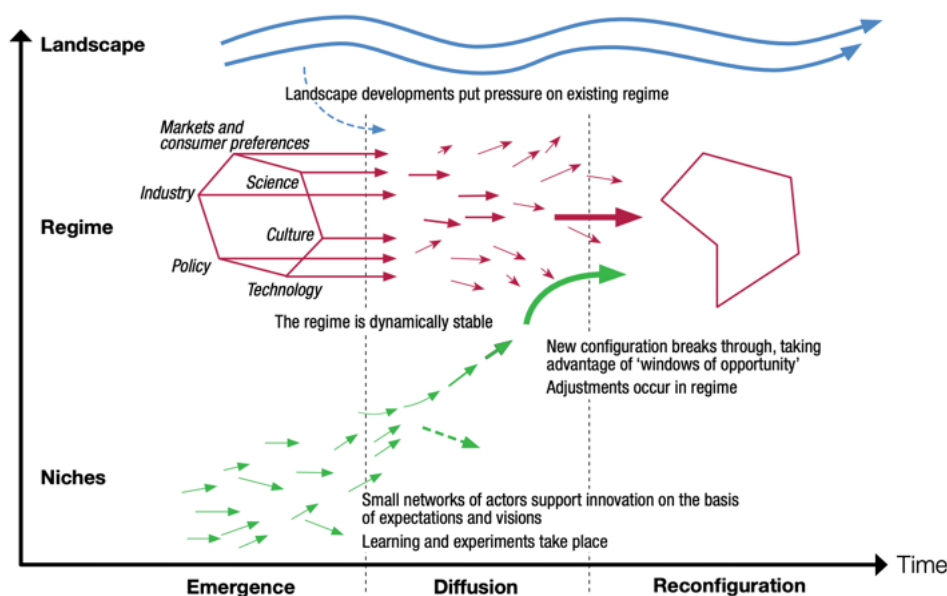 Landscape
Landscape developments put pressure on existing regime
Markets and
consumer preferences
Science
Industry
Regime
Culture
Policy
Technology
The regime is dynamically stable
New configuration breaks through, taking
advantage of ‘windows of opportunity’
Adjustments occur in regime
Niches
Small networks of actors support innovation on the basis
of expectations and visions
Learning and experiments take place
Time
Emergence
Diffusion
Reconfiguration